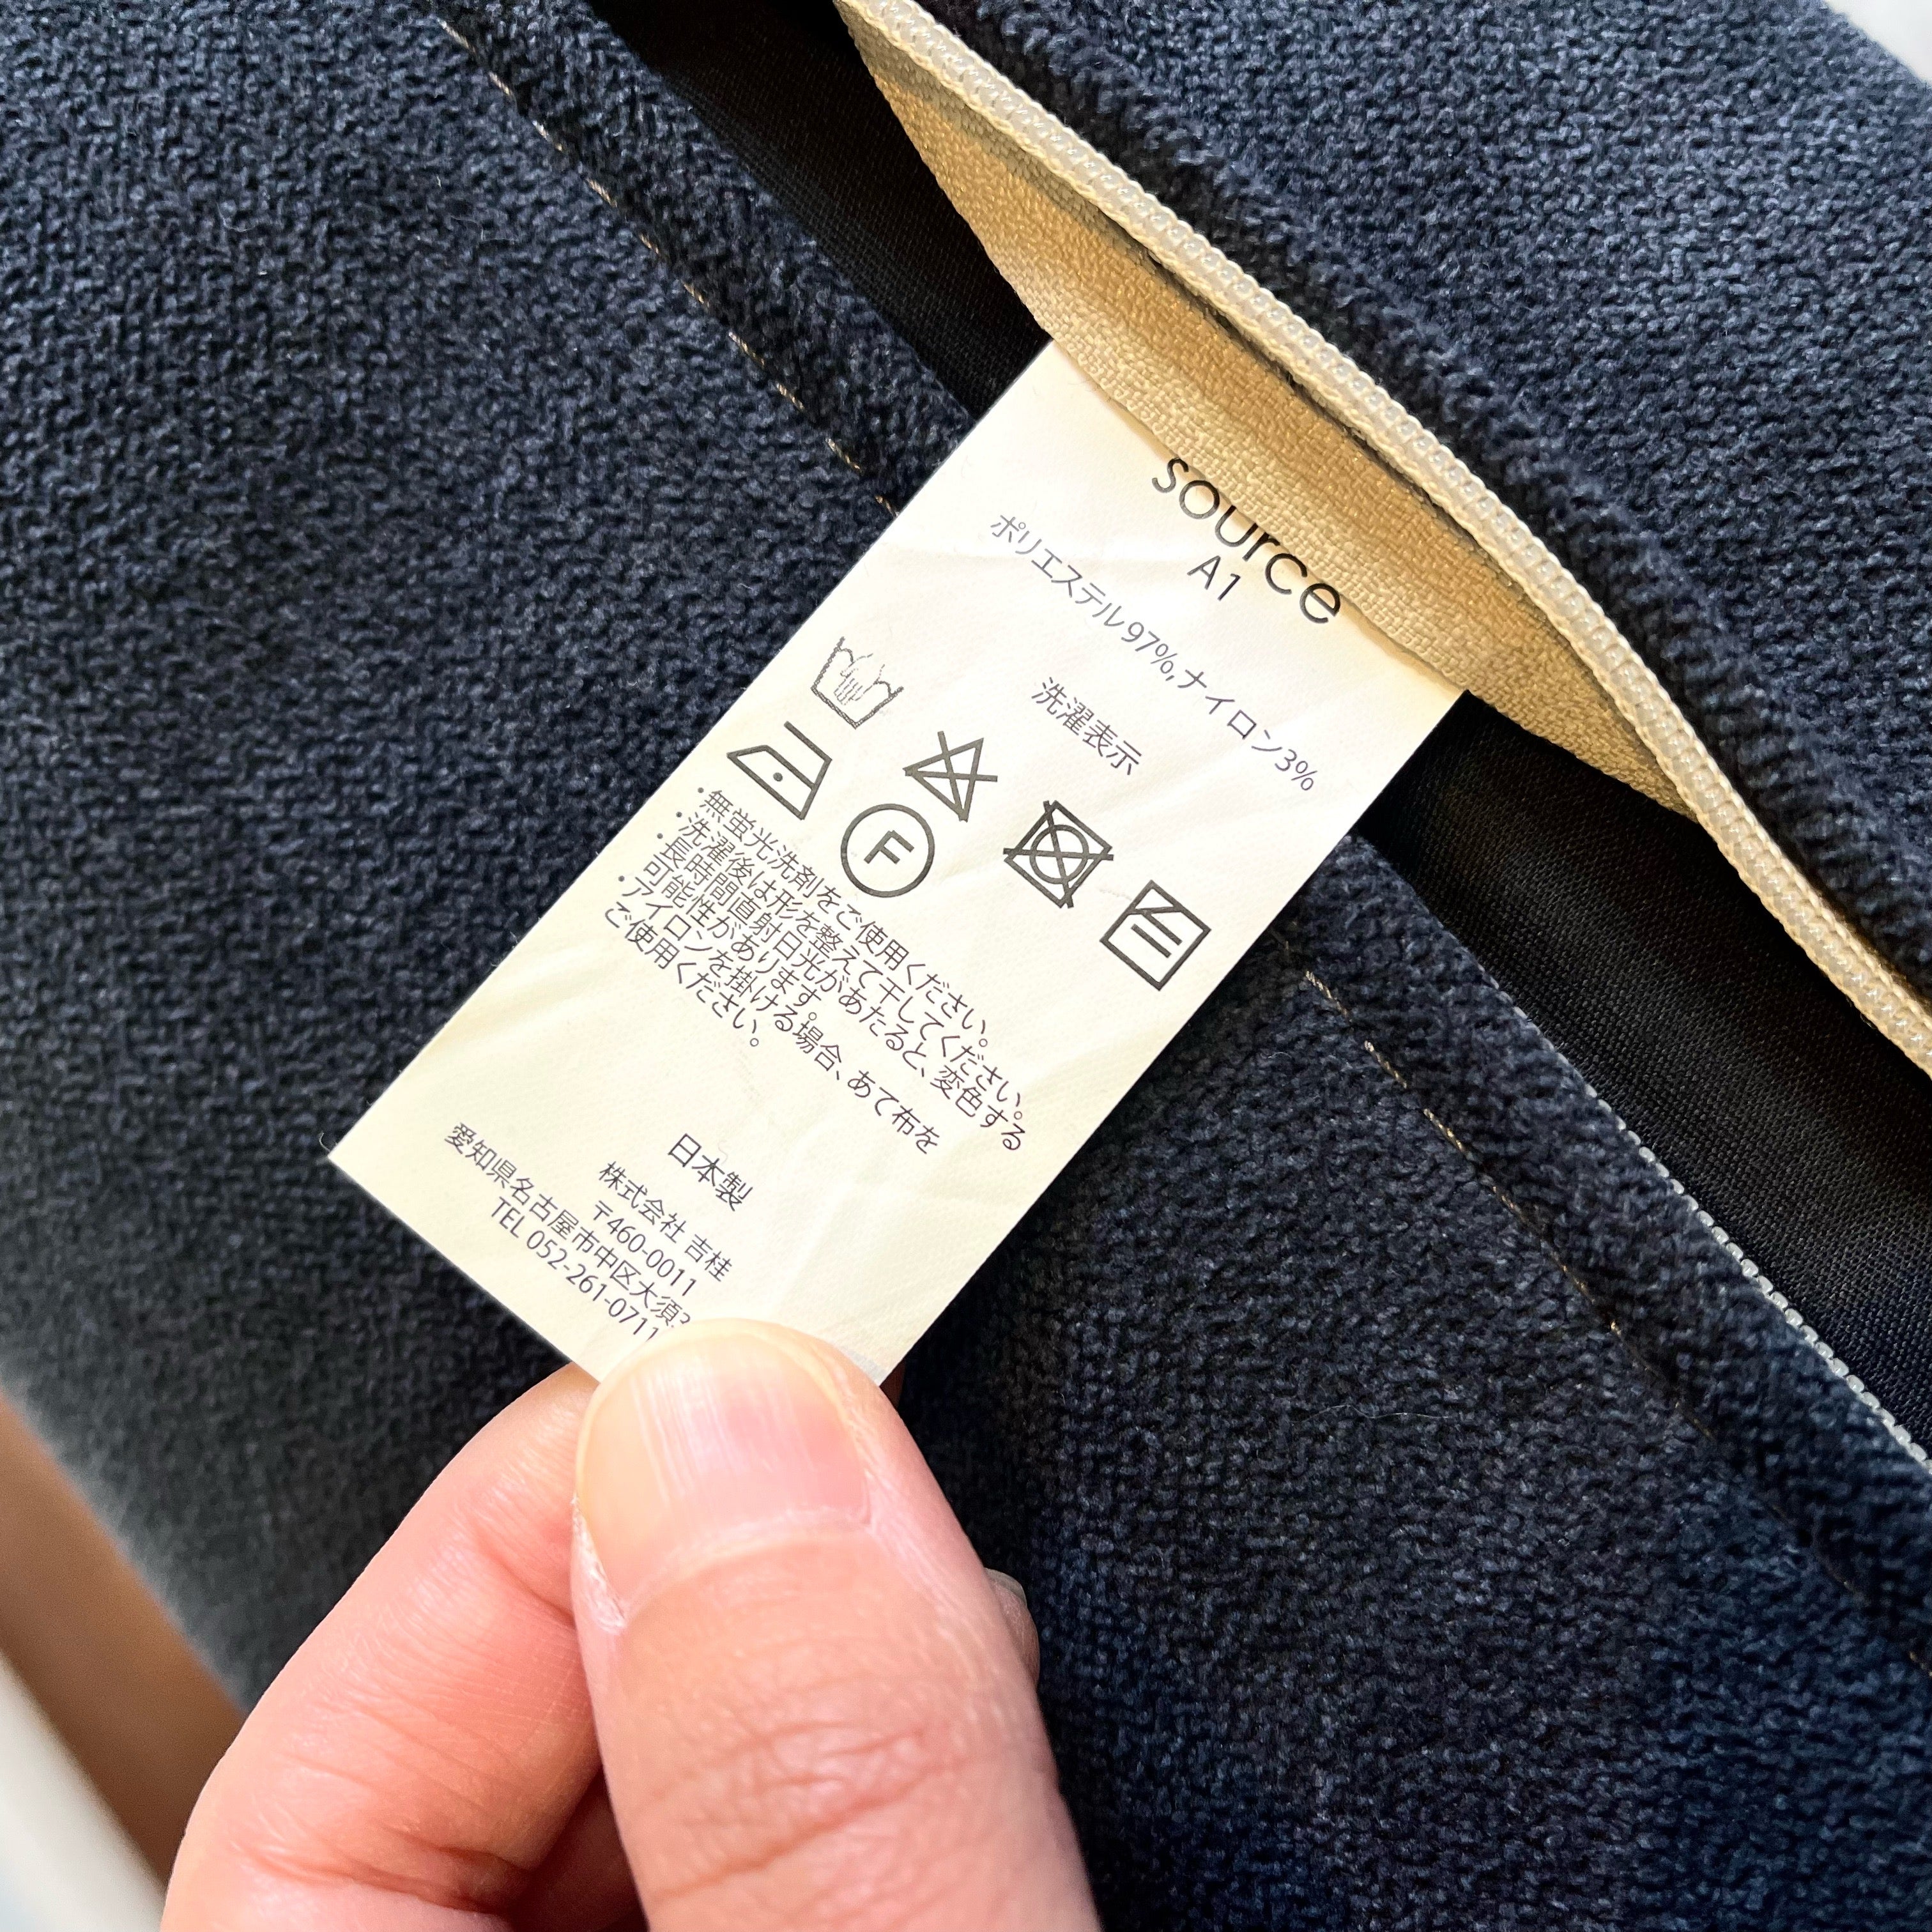 source
A1
ポリエステル97%,ナイロン3%
洗濯表示
F
・無蛍光洗剤をご使用ください。
・洗濯後は形を整えて干してください。
・長時間直射日光があたると、変色する
可能性があります。
・アイロンを掛ける場合、あて布を
ご使用ください。
日本製
株式会社 吉桂
〒460-0011
愛知県名古屋市中区大須
TEL 052-261-0711